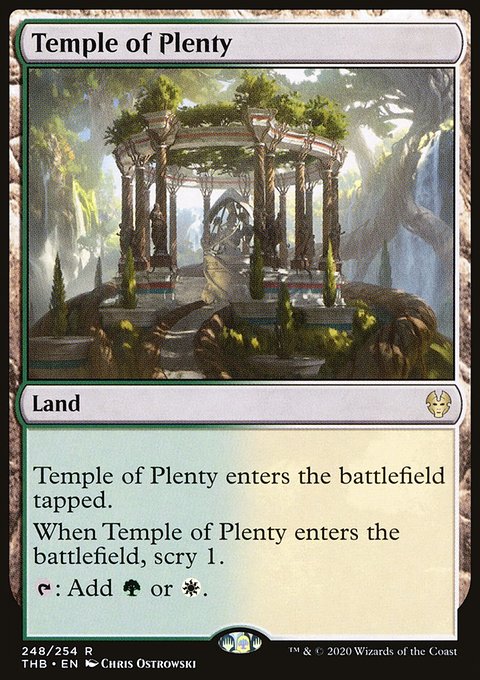 Temple of Plenty
Land
Temple of Plenty enters the battlefield
tapped.
When Temple of Plenty enters the
battlefield, scry 1.
: Add or .
248/254 R
THB • EN Chris Ostrowski
™ & © 2020 Wizards of the Coast